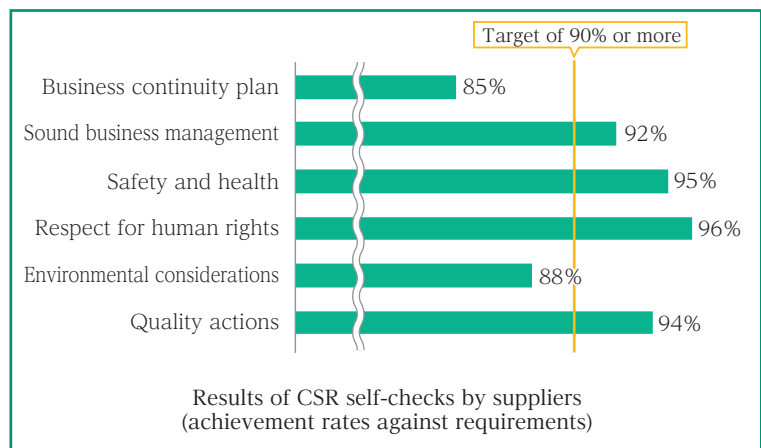 Target of 90% or more
Business continuity plan 85%
Sound business management 92%
Safety and health 95%
Respect for human rights 96%
Environmental considerations 88%
Quality actions 94%
Results of CSR self-checks by suppliers
(achievement rates against requirements)